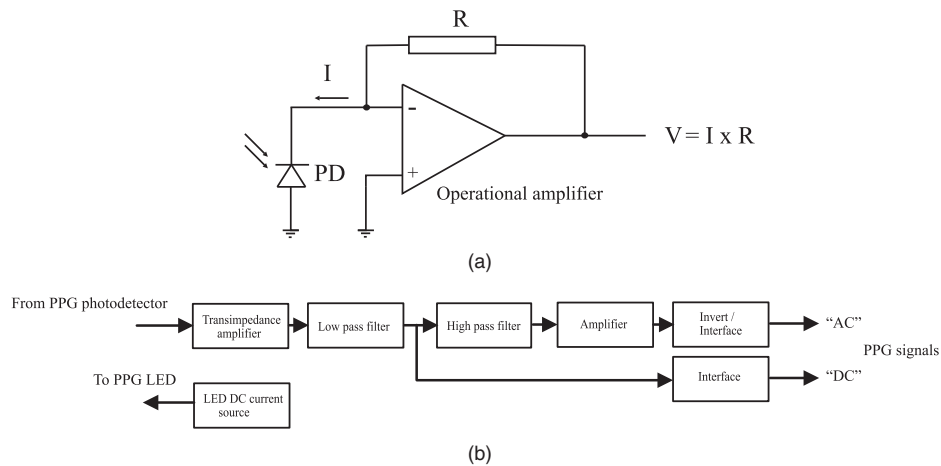 R
I
-
+
PD
V = I x R
Operational amplifier
(a)
From PPG photodetector
Transimpedance
amplifier
Low pass filter
High pass filter
Amplifier
Invert /
Interface
“AC”
PPG signals
Interface
“DC”
To PPG LED
LED DC current
source
(b)